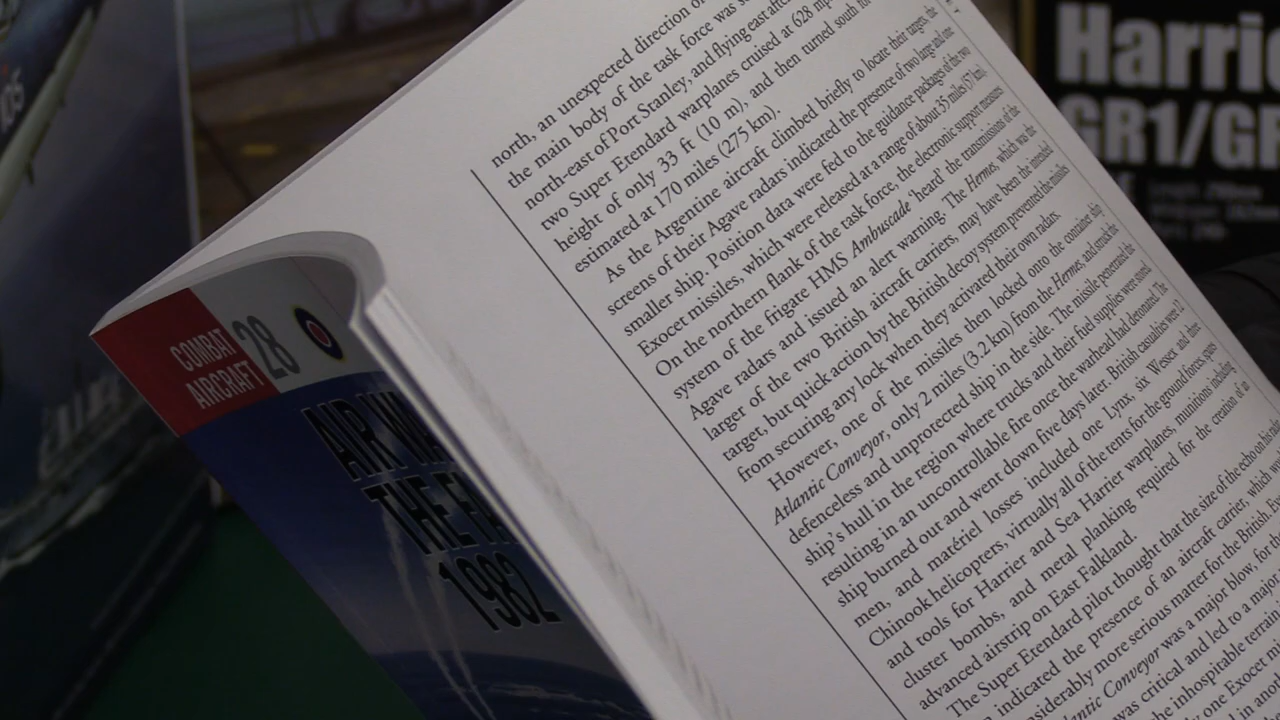 north, an unexpected direction
the main body of the task force was
north-east of Port Stanley, and flying east after
two Super Etendard warplanes cruised at 628 mph
height of only 33 ft (10 m), and then turned south for
estimated at 170 miles (275 km).
As the Argentine aircraft climbed briefly to locate their targets, the
screens of their Agave radars indicated the presence of two large and one
smaller ship. Position data were fed to the guidance packages of the two
Exocet missiles, which were released at a range of about 35 miles (57 km).
On the northern flank of the task force, the electronic support measures
system of the frigate HMS Ambuscade 'heard' the transmissions of the
Agave radars and issued an alert warning. The Hermes, which was the
larger of the two British aircraft carriers, may have been the intended
target, but quick action by the British decoy system prevented the missiles
from securing any lock when they activated their own radars.
However, one of the missiles then locked onto the container ship
Atlantic Conveyor, only 2 miles (3.2 km) from the Hermes, and struck the
defenceless and unprotected ship in the side. The missile penetrated the
ship's hull in the region where trucks and their fuel supplies were stored
resulting in an uncontrollable fire once the warhead had detonated. The
ship burned out and went down five days later. British casualties were 12
men, and matériel losses included one Lynx, six Wessex and three
Chinook helicopters, virtually all of the tents for the ground forces, spares
and tools for Harrier and Sea Harrier warplanes, munitions including
cluster bombs, and metal planking required for the creation of an
advanced airstrip on East Falkland.
The Super Etendard pilot thought that the size of the echo on his
indicated the presence of an aircraft carrier, which
more serious matter for the British.
Conveyor was a major blow, for the
was critical and led to a major
the inhospitable terrain
one Exocet
in
COMBAT
AIRCRAFT
28
AIR
THE
1982
106
Harrie
GR1/GR